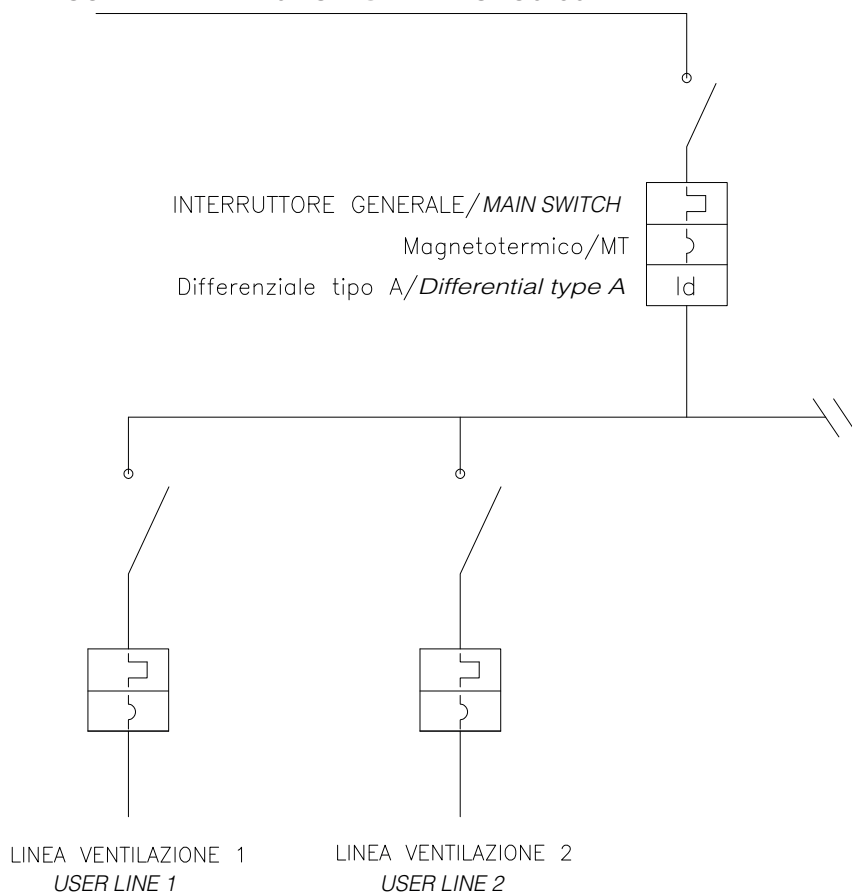 INTERRUTTORE GENERALE/MAIN SWITCH
Magnetotermico/MT
Differenziale tipo A/Differential type A
Id
LINEA VENTILAZIONE 1
USER LINE 1
LINEA VENTILAZIONE 2
USER LINE 2